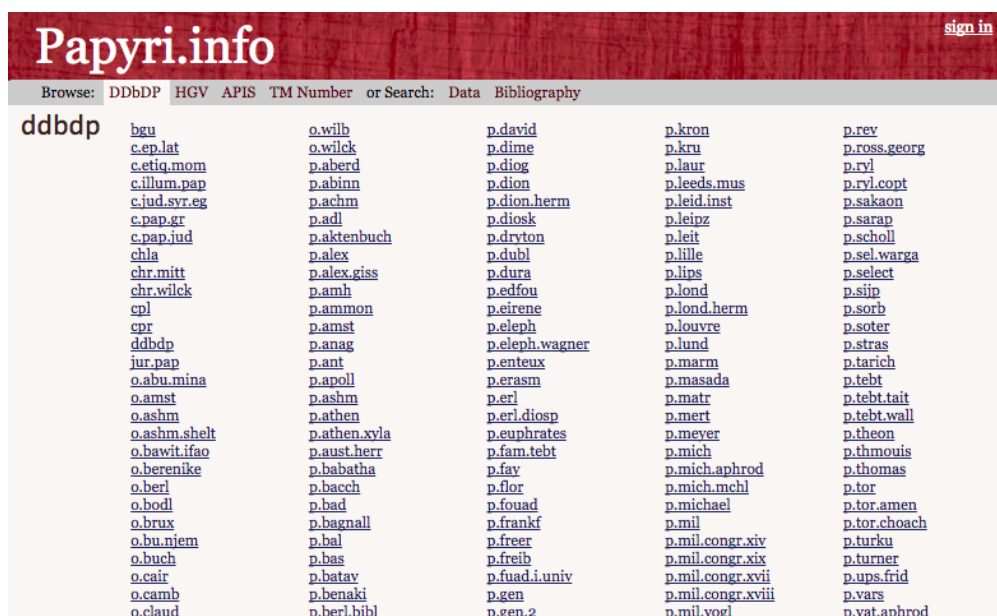 Papyri.info
sign in
Browse: DDbDP HGV APIS TM Number or Search: Data Bibliography
ddbdp
bgu
c.ep.lat
c.etiq.mom
c.illum.pap
c.jud.syr.eg
c.pap.gr
c.pap.jud
chla
chr.mitt
chr.wilck
cpl
cpr
ddbdp
jur.pap
o.abu.mina
o.amst
o.ashm
o.ashm.shelt
o.bawit.ifao
o.berenike
o.berl
o.bodl
o.brux
o.bu.njem
o.buch
o.cair
o.camb
o.claud
o.wilb
o.wilck
p.aberd
p.abinn
p.achm
p.adl
p.aktenbuch
p.alex
p.alex.giss
p.amh
p.ammon
p.amst
p.anag
p.ant
p.apoll
p.ashm
p.athen
p.athen.xyla
p.aust.herr
p.babatha
p.bacch
p.bad
p.bagnall
p.bal
p.bas
p.batav
p.benaki
p.berl.bibl
p.david
p.dime
p.diog
p.dion
p.dion.herm
p.diosk
p.dryton
p.dubl
p.dura
p.edfou
p.eirene
p.eleph
p.eleph.wagner
p.enteux
p.erasm
p.erl
p.erl.diosp
p.euphrates
p.fam.tebt
p.fay
p.flor
p.fouad
p.frankf
p.freer
p.freib
p.fuad.i.univ
p.gen
p.gen.2
p.kron
p.kru
p.laur
p.leeds.mus
p.leid.inst
p.leipz
p.leit
p.lille
p.lips
p.lond
p.lond.herm
p.louvre
p.lund
p.marm
p.masada
p.matr
p.mert
p.meyer
p.mich
p.mich.aphrod
p.mich.mchl
p.michael
p.mil
p.mil.congr.xiv
p.mil.congr.xix
p.mil.congr.xvii
p.mil.congr.xviii
p.mil.vogl
p.rev
p.ross.georg
p.ryl
p.ryl.copt
p.sakaon
p.sarap
p.scholl
p.sel.warga
p.select
p.sijp
p.sorb
p.soter
p.stras
p.tarich
p.tebt
p.tebt.tait
p.tebt.wall
p.theon
p.thmouis
p.thomas
p.tor
p.tor.amen
p.tor.choach
p.turku
p.turner
p.ups.frid
p.vars
p.vat.aphrod